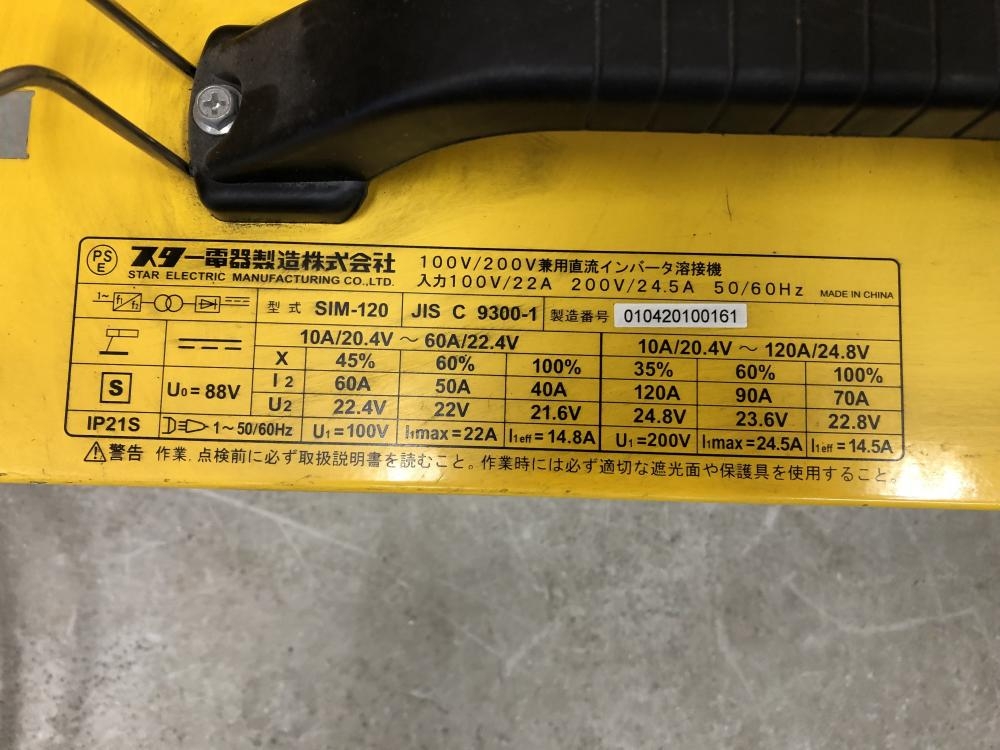 PS E
スター電器製造株式会社
STAR ELECTRIC MANUFACTURING CO.,LTD.
100V/200V兼用直流インバータ溶接機
入力100V/22A 200V/24.5A 50/60Hz
MADE IN CHINA
1~ f₁ f₂ 型式 SIM-120 JIS C 9300-1 製造番号 010420100161
10A/20.4V ～ 60A/22.4V 10A/20.4V ～ 120A/24.8V
X 45% 60% 100% 35% 60% 100%
S U₀=88V I2 60A 50A 40A 120A 90A 70A
U2 22.4V 22V 21.6V 24.8V 23.6V 22.8V
IP21S 1～50/60Hz U₁=100V I₁max=22A I₁eff=14.8A U₁=200V I₁max=24.5A I₁eff=14.5A
⚠警告 作業、点検前に必ず取扱説明書を読むこと。作業時には必ず適切な遮光面や保護具を使用すること。